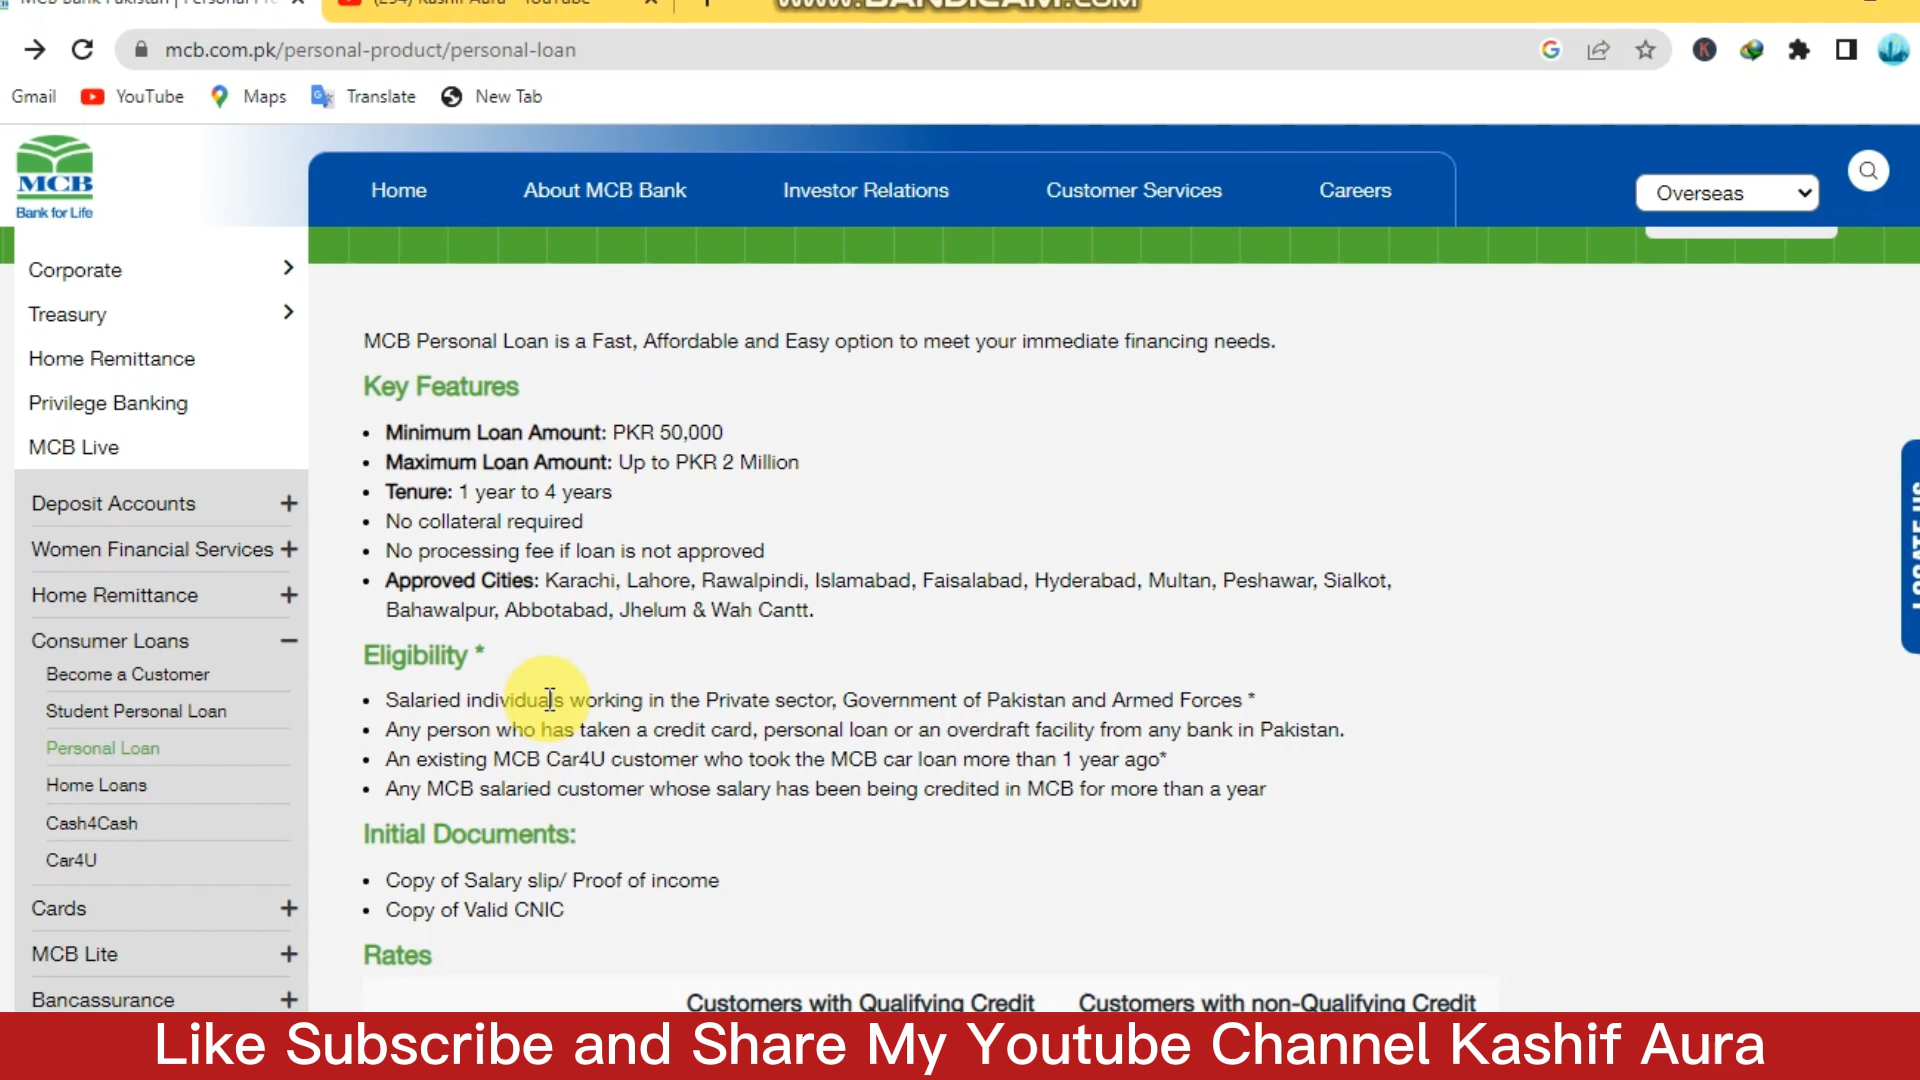 WWW.BANDICAM.COM
mcb.com.pk/personal-product/personal-loan
Gmail YouTube Maps Translate New Tab
MCB
Bank for Life
Home About MCB Bank Investor Relations Customer Services Careers Overseas
Corporate
Treasury
Home Remittance
Privilege Banking
MCB Live
Deposit Accounts
Women Financial Services
Home Remittance
Consumer Loans
Become a Customer
Student Personal Loan
Personal Loan
Home Loans
Cash4Cash
Car4U
Cards
MCB Lite
Bancassurance
MCB Personal Loan is a Fast, Affordable and Easy option to meet your immediate financing needs.
Key Features
• Minimum Loan Amount: PKR 50,000
• Maximum Loan Amount: Up to PKR 2 Million
• Tenure: 1 year to 4 years
• No collateral required
• No processing fee if loan is not approved
• Approved Cities: Karachi, Lahore, Rawalpindi, Islamabad, Faisalabad, Hyderabad, Multan, Peshawar, Sialkot,
Bahawalpur, Abbotabad, Jhelum & Wah Cantt.
Eligibility *
• Salaried individuals working in the Private sector, Government of Pakistan and Armed Forces *
• Any person who has taken a credit card, personal loan or an overdraft facility from any bank in Pakistan.
• An existing MCB Car4U customer who took the MCB car loan more than 1 year ago*
• Any MCB salaried customer whose salary has been being credited in MCB for more than a year
Initial Documents:
• Copy of Salary slip/ Proof of income
• Copy of Valid CNIC
Rates
Customers with Qualifying Credit Customers with non-Qualifying Credit
LOCATE US
Like Subscribe and Share My Youtube Channel Kashif Aura